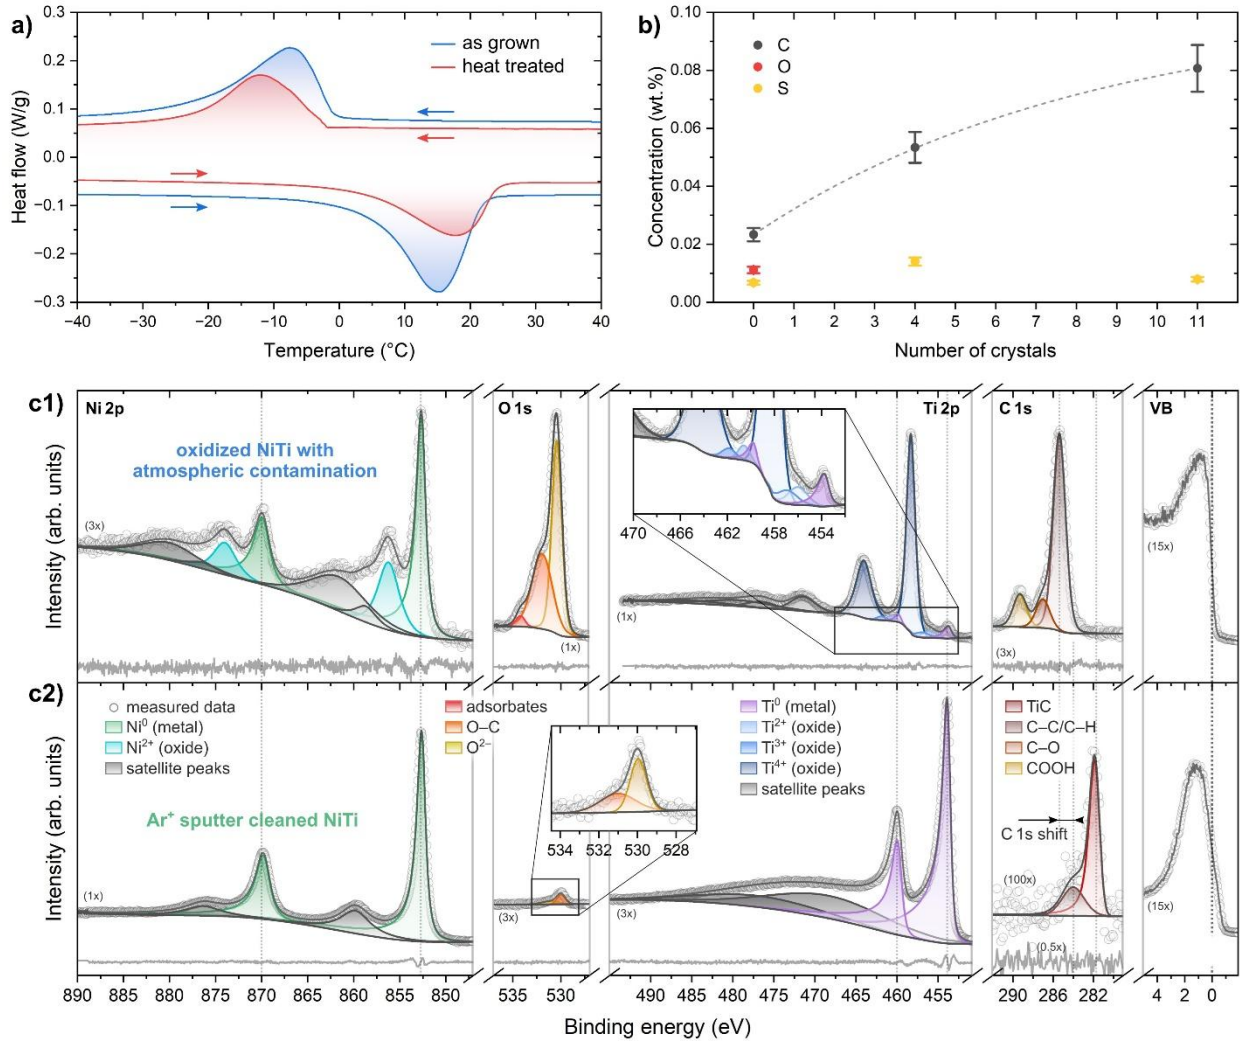 a)
Heat flow (W/g)
0.3
0.2
0.1
0.0
−0.1
−0.2
−0.3
as grown
heat treated
−40 −30 −20 −10 0 10 20 30 40
Temperature (°C)
b)
Concentration (wt.%)
0.10
0.08
0.06
0.04
0.02
0.00
C
O
S
0 1 2 3 4 5 6 7 8 9 10 11
Number of crystals
c1)
Intensity (arb. units)
Ni 2p
oxidized NiTi with
atmospheric contamination
(3x)
O 1s
(1x)
Ti 2p
470 466 462 458 454
(1x)
C 1s
(3x)
VB
(15x)
c2)
Intensity (arb. units)
measured data
Ni⁰ (metal)
Ni²⁺ (oxide)
satellite peaks
Ar⁺ sputter cleaned NiTi
(1x)
adsorbates
O–C
O²⁻
534 532 530 528
(3x)
Ti⁰ (metal)
Ti²⁺ (oxide)
Ti³⁺ (oxide)
Ti⁴⁺ (oxide)
satellite peaks
(3x)
TiC
C–C/C–H
C–O
COOH
C 1s
shift
(100x)
(0.5x)
(15x)
890 885 880 875 870 865 860 855 850 535 530 490 485 480 475 470 465 460 455 290 286 282 4 2 0
Binding energy (eV)